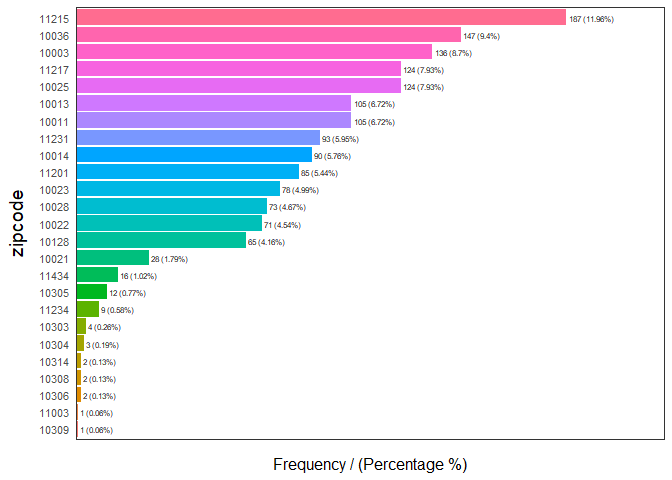 11215 187 (11.96%)
10036 147 (9.4%)
10003 136 (8.7%)
11217 124 (7.93%)
10025 124 (7.93%)
10013 105 (6.72%)
10011 105 (6.72%)
11231 93 (5.95%)
10014 90 (5.76%)
11201 85 (5.44%)
10023 78 (4.99%)
10028 73 (4.67%)
10022 71 (4.54%)
10128 65 (4.16%)
10021 28 (1.79%)
11434 16 (1.02%)
10305 12 (0.77%)
11234 9 (0.58%)
10303 4 (0.26%)
10304 3 (0.19%)
10314 2 (0.13%)
10308 2 (0.13%)
10306 2 (0.13%)
11003 1 (0.06%)
10309 1 (0.06%)
zipcode
Frequency / (Percentage %)